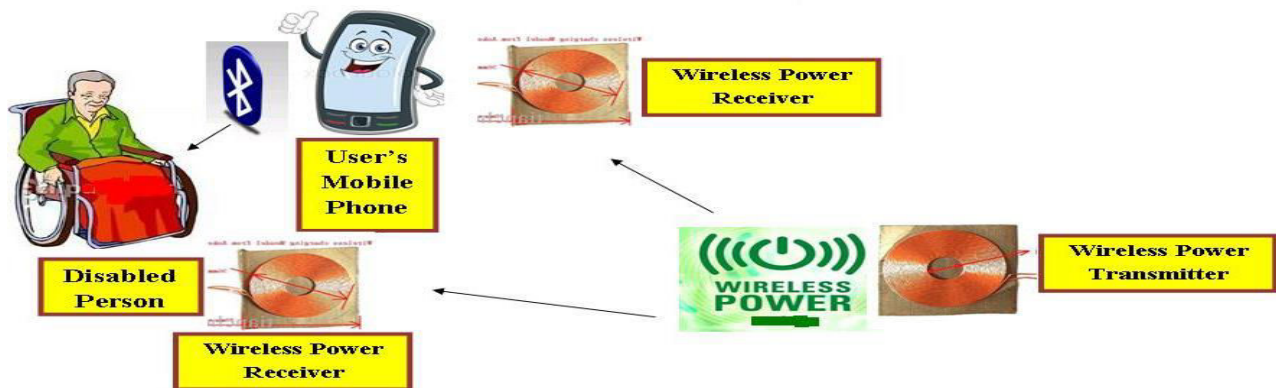 Wireless Power
Receiver
User's
Mobile
Phone
WIRELESS
POWER
Wireless Power
Transmitter
Disabled
Person
Wireless Power
Receiver